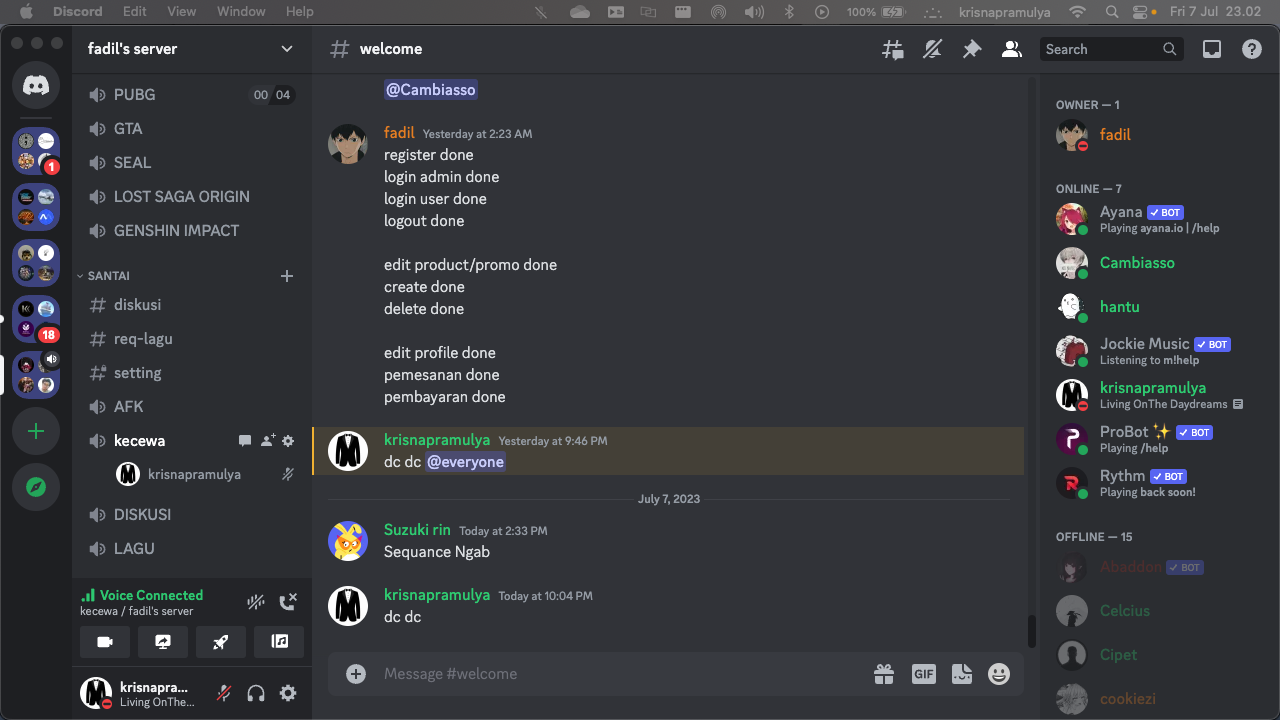 Discord Edit View Window Help 100% krisnapramulya Fri 7 Jul 23.02
fadil's server
welcome
Search
PUBG 00 04
GTA
SEAL
LOST SAGA ORIGIN
GENSHIN IMPACT
SANTAI
diskusi
req-lagu
setting
AFK
kecewa
krisnapramulya
DISKUSI
LAGU
1
18
Voice Connected
kecewa / fadil's server
krisnapra...
Living OnThe...
@Cambiasso
fadil Yesterday at 2:23 AM
register done
login admin done
login user done
logout done
edit product/promo done
create done
delete done
edit profile done
pemesanan done
pembayaran done
krisnapramulya Yesterday at 9:46 PM
dc dc @everyone
July 7, 2023
Suzuki rin Today at 2:33 PM
Sequance Ngab
krisnapramulya Today at 10:04 PM
dc dc
Message #welcome
GIF
OWNER — 1
fadil
ONLINE — 7
Ayana BOT
Playing ayana.io | /help
Cambiasso
hantu
Jockie Music BOT
Listening to m!help
krisnapramulya
Living OnThe Daydreams
ProBot ✨ BOT
Playing /help
Rythm BOT
Playing back soon!
OFFLINE — 15
Abaddon BOT
Celcius
Cipet
cookiezi